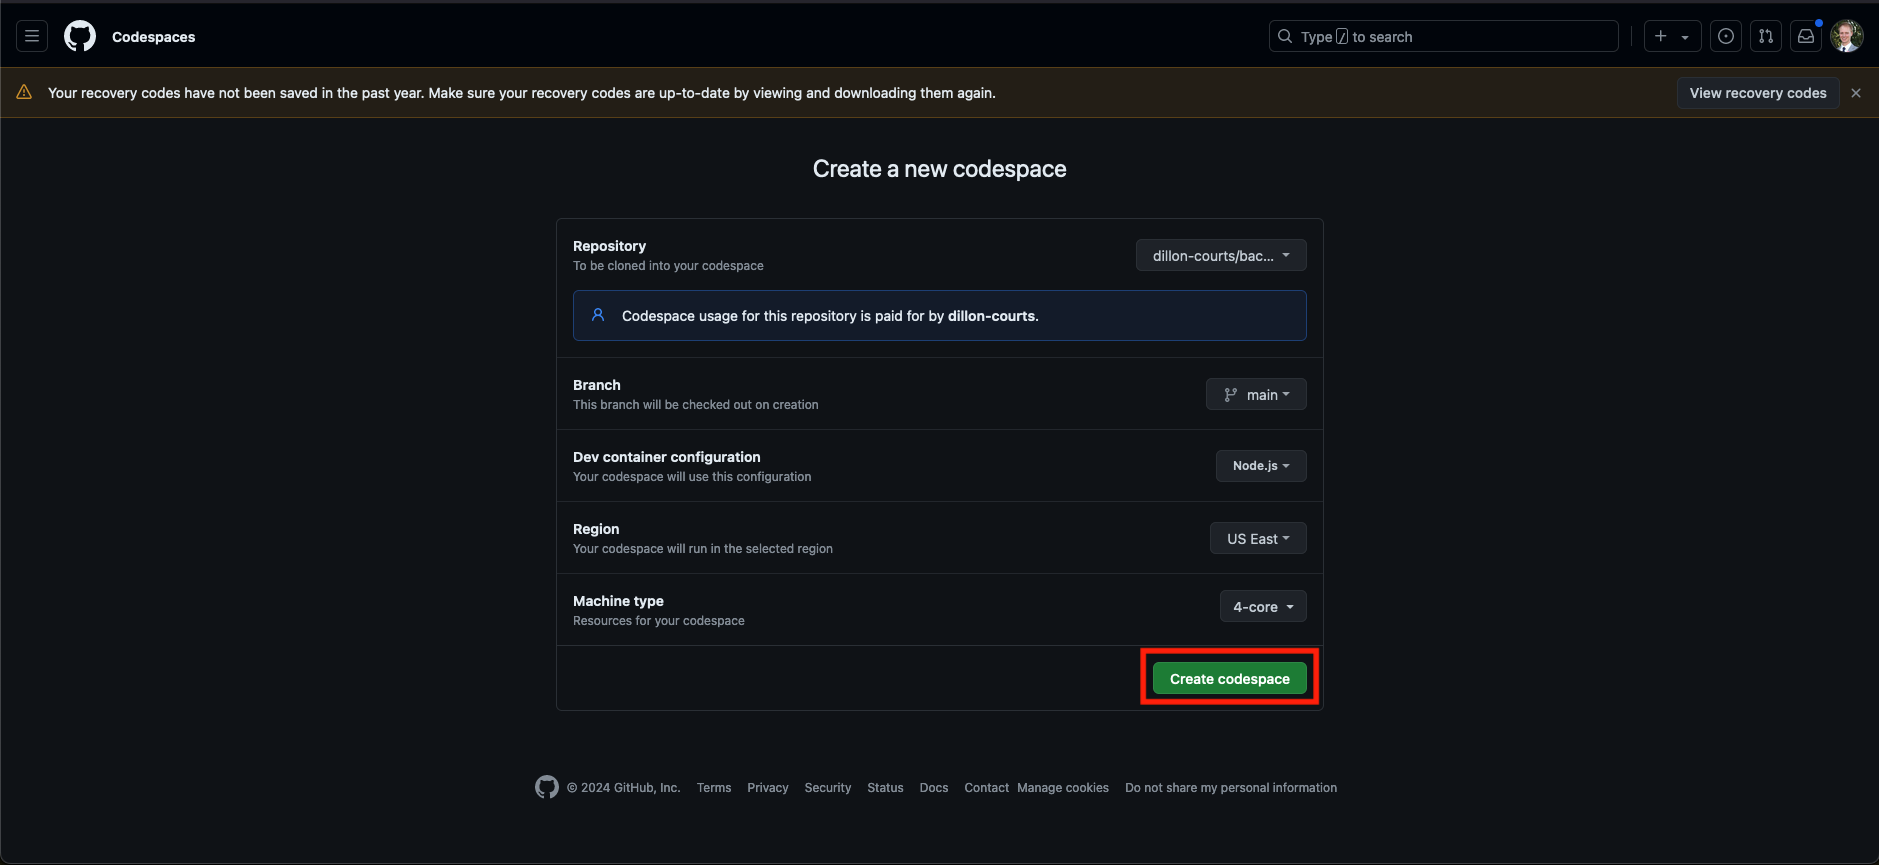 Codespaces
Type / to search
Your recovery codes have not been saved in the past year. Make sure your recovery codes are up-to-date by viewing and downloading them again.
View recovery codes
Create a new codespace
Repository
To be cloned into your codespace
dillon-courts/bac...
Codespace usage for this repository is paid for by dillon-courts.
Branch
This branch will be checked out on creation
main
Dev container configuration
Your codespace will use this configuration
Node.js
Region
Your codespace will run in the selected region
US East
Machine type
Resources for your codespace
4-core
Create codespace
© 2024 GitHub, Inc. Terms Privacy Security Status Docs Contact Manage cookies Do not share my personal information